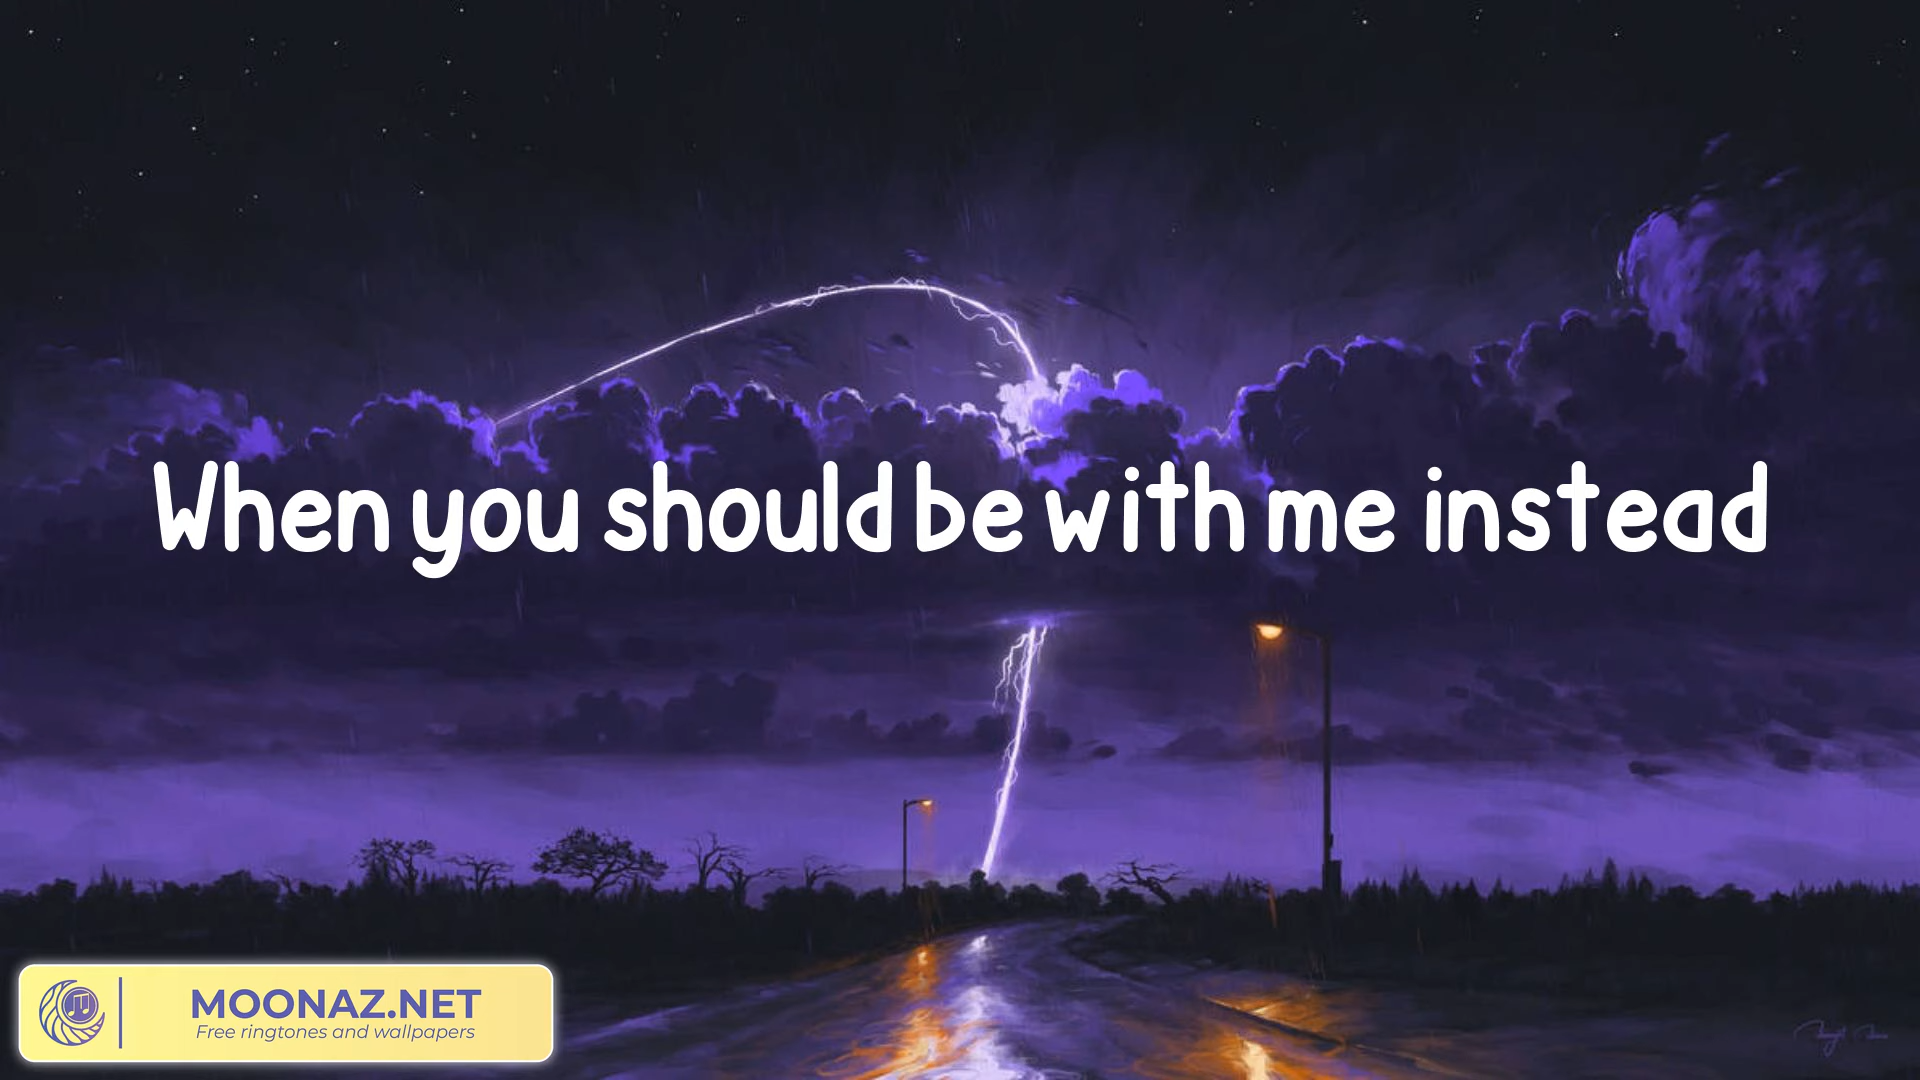 When you should be with me instead
MOONAZ.NET
Free ringtones and wallpapers